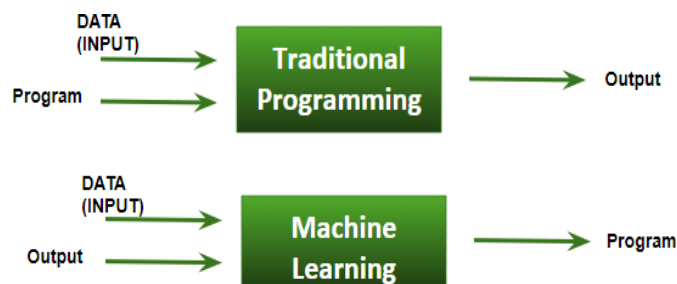 DATA
(INPUT)
Program
Traditional
Programming
Output
DATA
(INPUT)
Output
Machine
Learning
Program